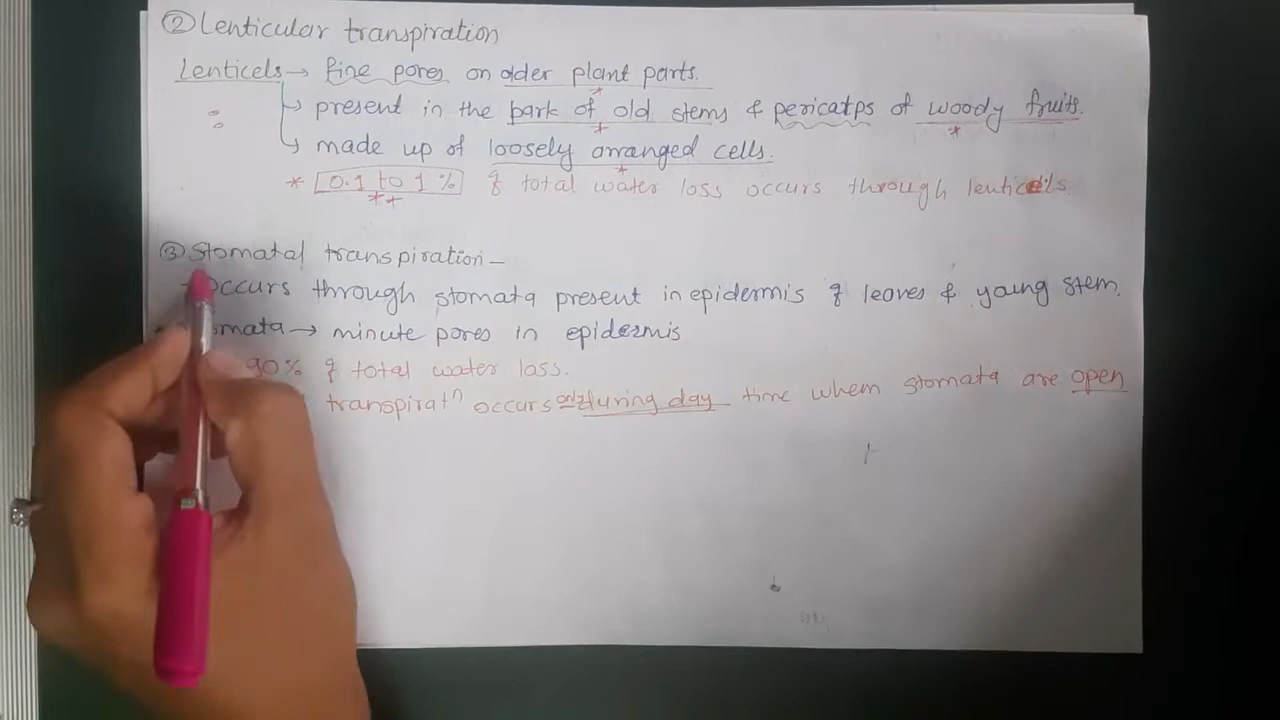 ② Lenticular transpiration
Lenticels → fine pores on older plant parts.
↳ present in the bark of old stems & pericarps of woody fruits.
↳ made up of loosely arranged cells.
* 0.1 to 1 % of total water loss occurs through lenticels
③ Stomatal transpiration –
occurs through stomata present in epidermis of leaves & young stem.
→ minute pores in epidermis
90% of total water loss.
transpiratⁿ occurs only during day time when stomata are open